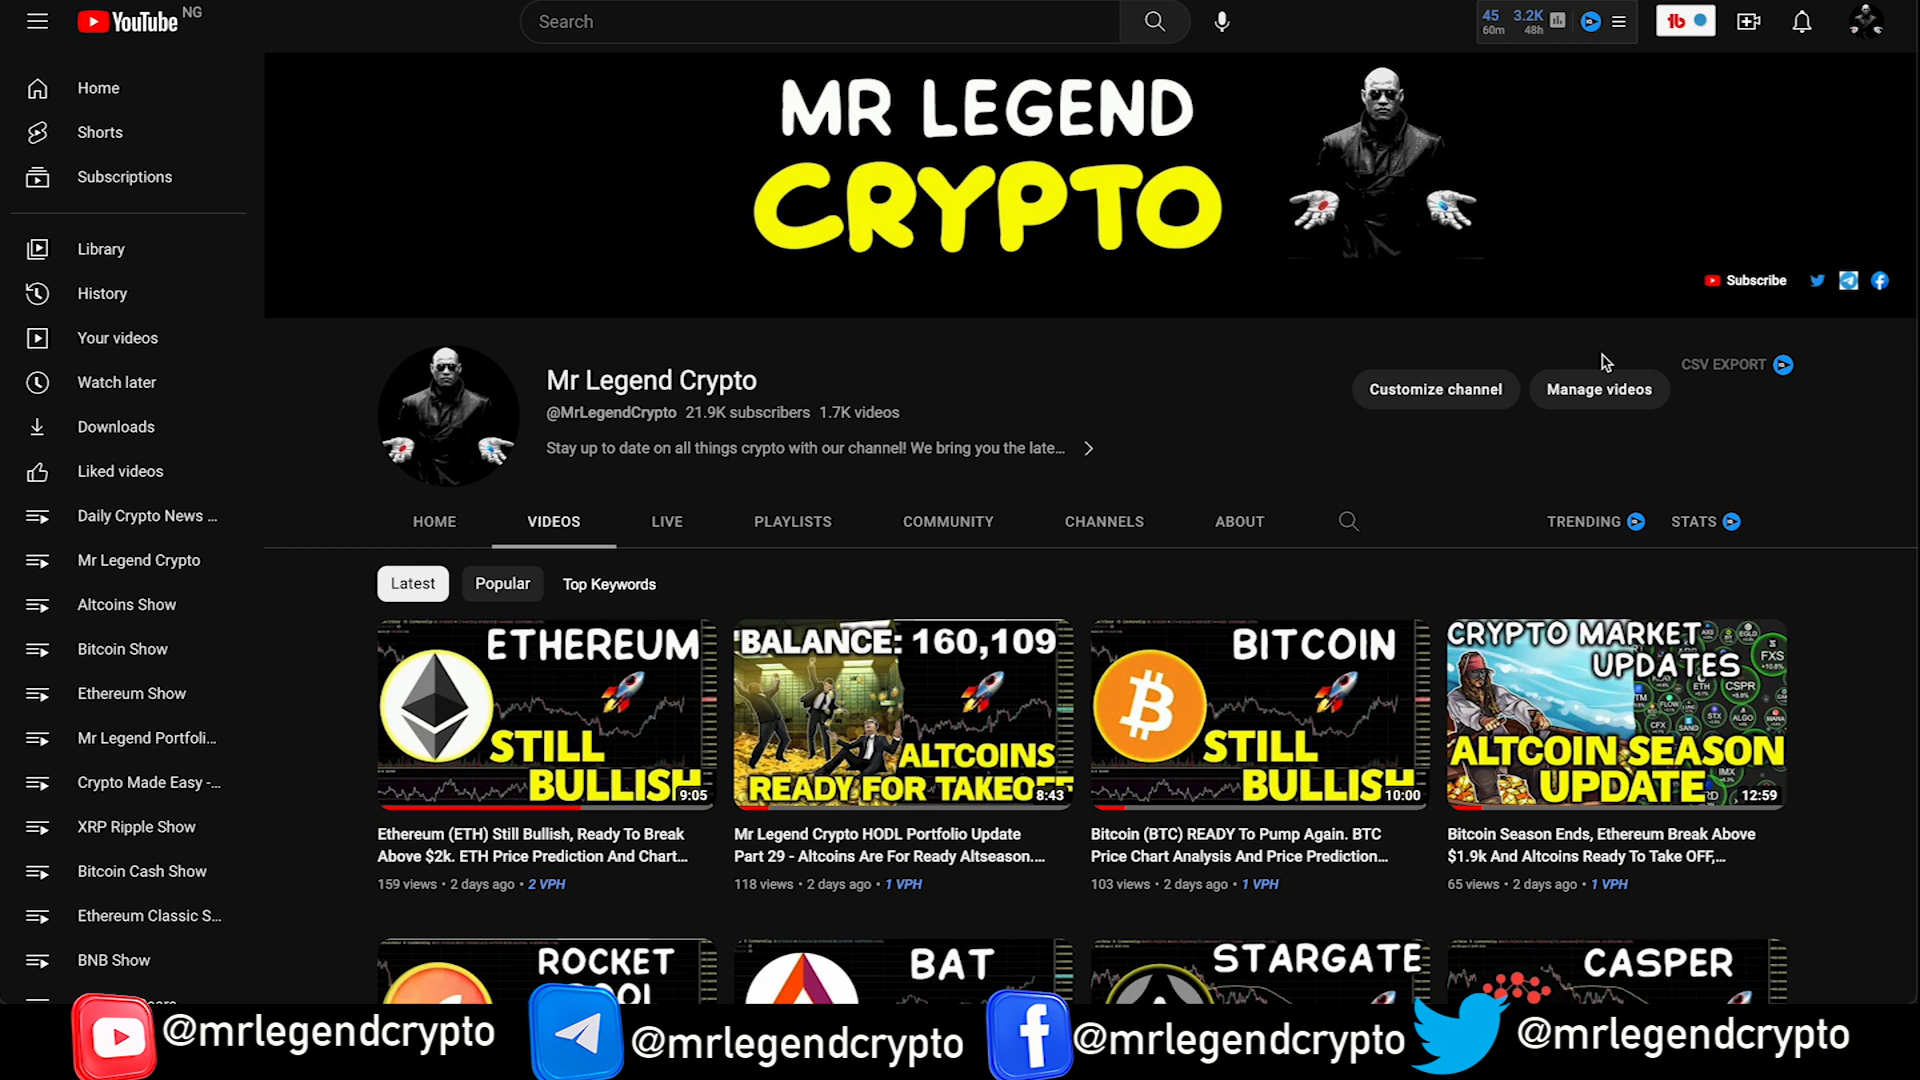 YouTube NG
Search
45
60m
3.2K
48h
Home
Shorts
Subscriptions
Library
History
Your videos
Watch later
Downloads
Liked videos
Daily Crypto News ...
Mr Legend Crypto
Altcoins Show
Bitcoin Show
Ethereum Show
Mr Legend Portfoli...
Crypto Made Easy -...
XRP Ripple Show
Bitcoin Cash Show
Ethereum Classic S...
BNB Show
MR LEGEND
CRYPTO
Subscribe
Mr Legend Crypto
@MrLegendCrypto 21.9K subscribers 1.7K videos
Stay up to date on all things crypto with our channel! We bring you the late...
Customize channel
Manage videos
CSV EXPORT
HOME
VIDEOS
LIVE
PLAYLISTS
COMMUNITY
CHANNELS
ABOUT
TRENDING
STATS
Latest
Popular
Top Keywords
ETHEREUM
STILL
BULLISH
9:05
Ethereum (ETH) Still Bullish, Ready To Break
Above $2k. ETH Price Prediction And Chart...
159 views • 2 days ago • 2 VPH
BALANCE: 160,109
ALTCOINS
READY FOR TAKEOFF
8:43
Mr Legend Crypto HODL Portfolio Update
Part 29 - Altcoins Are For Ready Altseason....
118 views • 2 days ago • 1 VPH
BITCOIN
STILL
BULLISH
10:00
Bitcoin (BTC) READY To Pump Again. BTC
Price Chart Analysis And Price Prediction...
103 views • 2 days ago • 1 VPH
CRYPTO MARKET
UPDATES
ALTCOIN SEASON
UPDATE
12:59
Bitcoin Season Ends, Ethereum Break Above
$1.9k And Altcoins Ready To Take OFF,...
65 views • 2 days ago • 1 VPH
ROCKET
POOL
BAT
STARGATE
CASPER
@mrlegendcrypto
@mrlegendcrypto
@mrlegendcrypto
@mrlegendcrypto